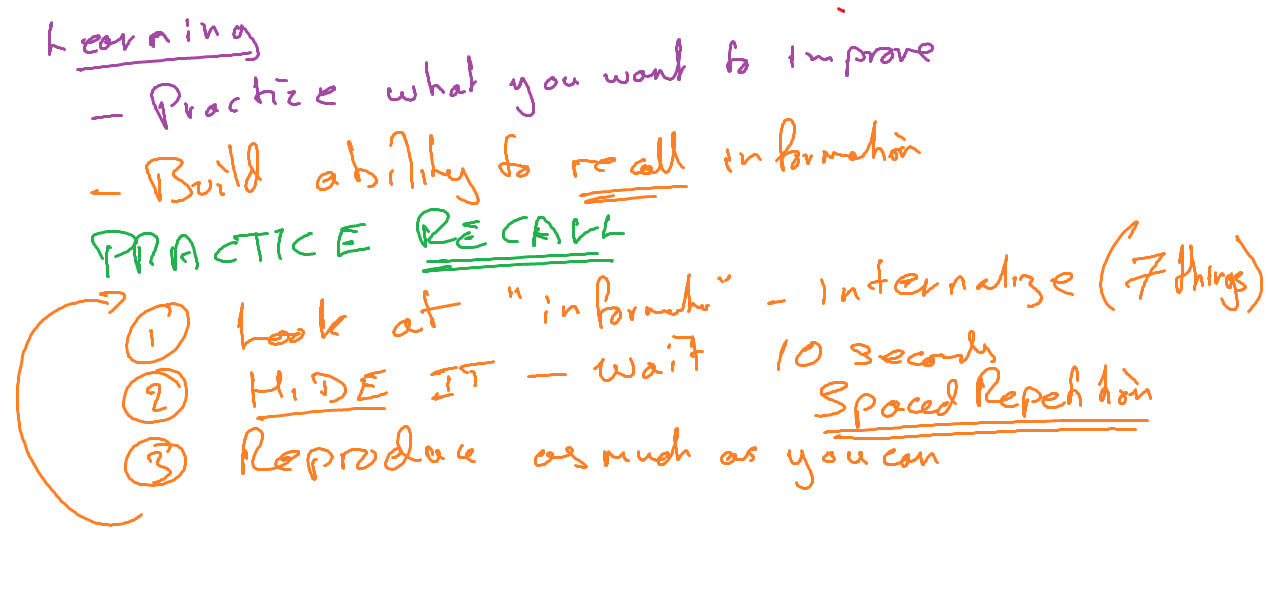 Learning
- Practize what you want to improve
- Build ability to recall information
PRACTICE RECALL
1 Look at "information" - internalize (7 things)
2 HIDE IT - wait 10 seconds
Spaced Repetition
3 Reproduce as much as you can